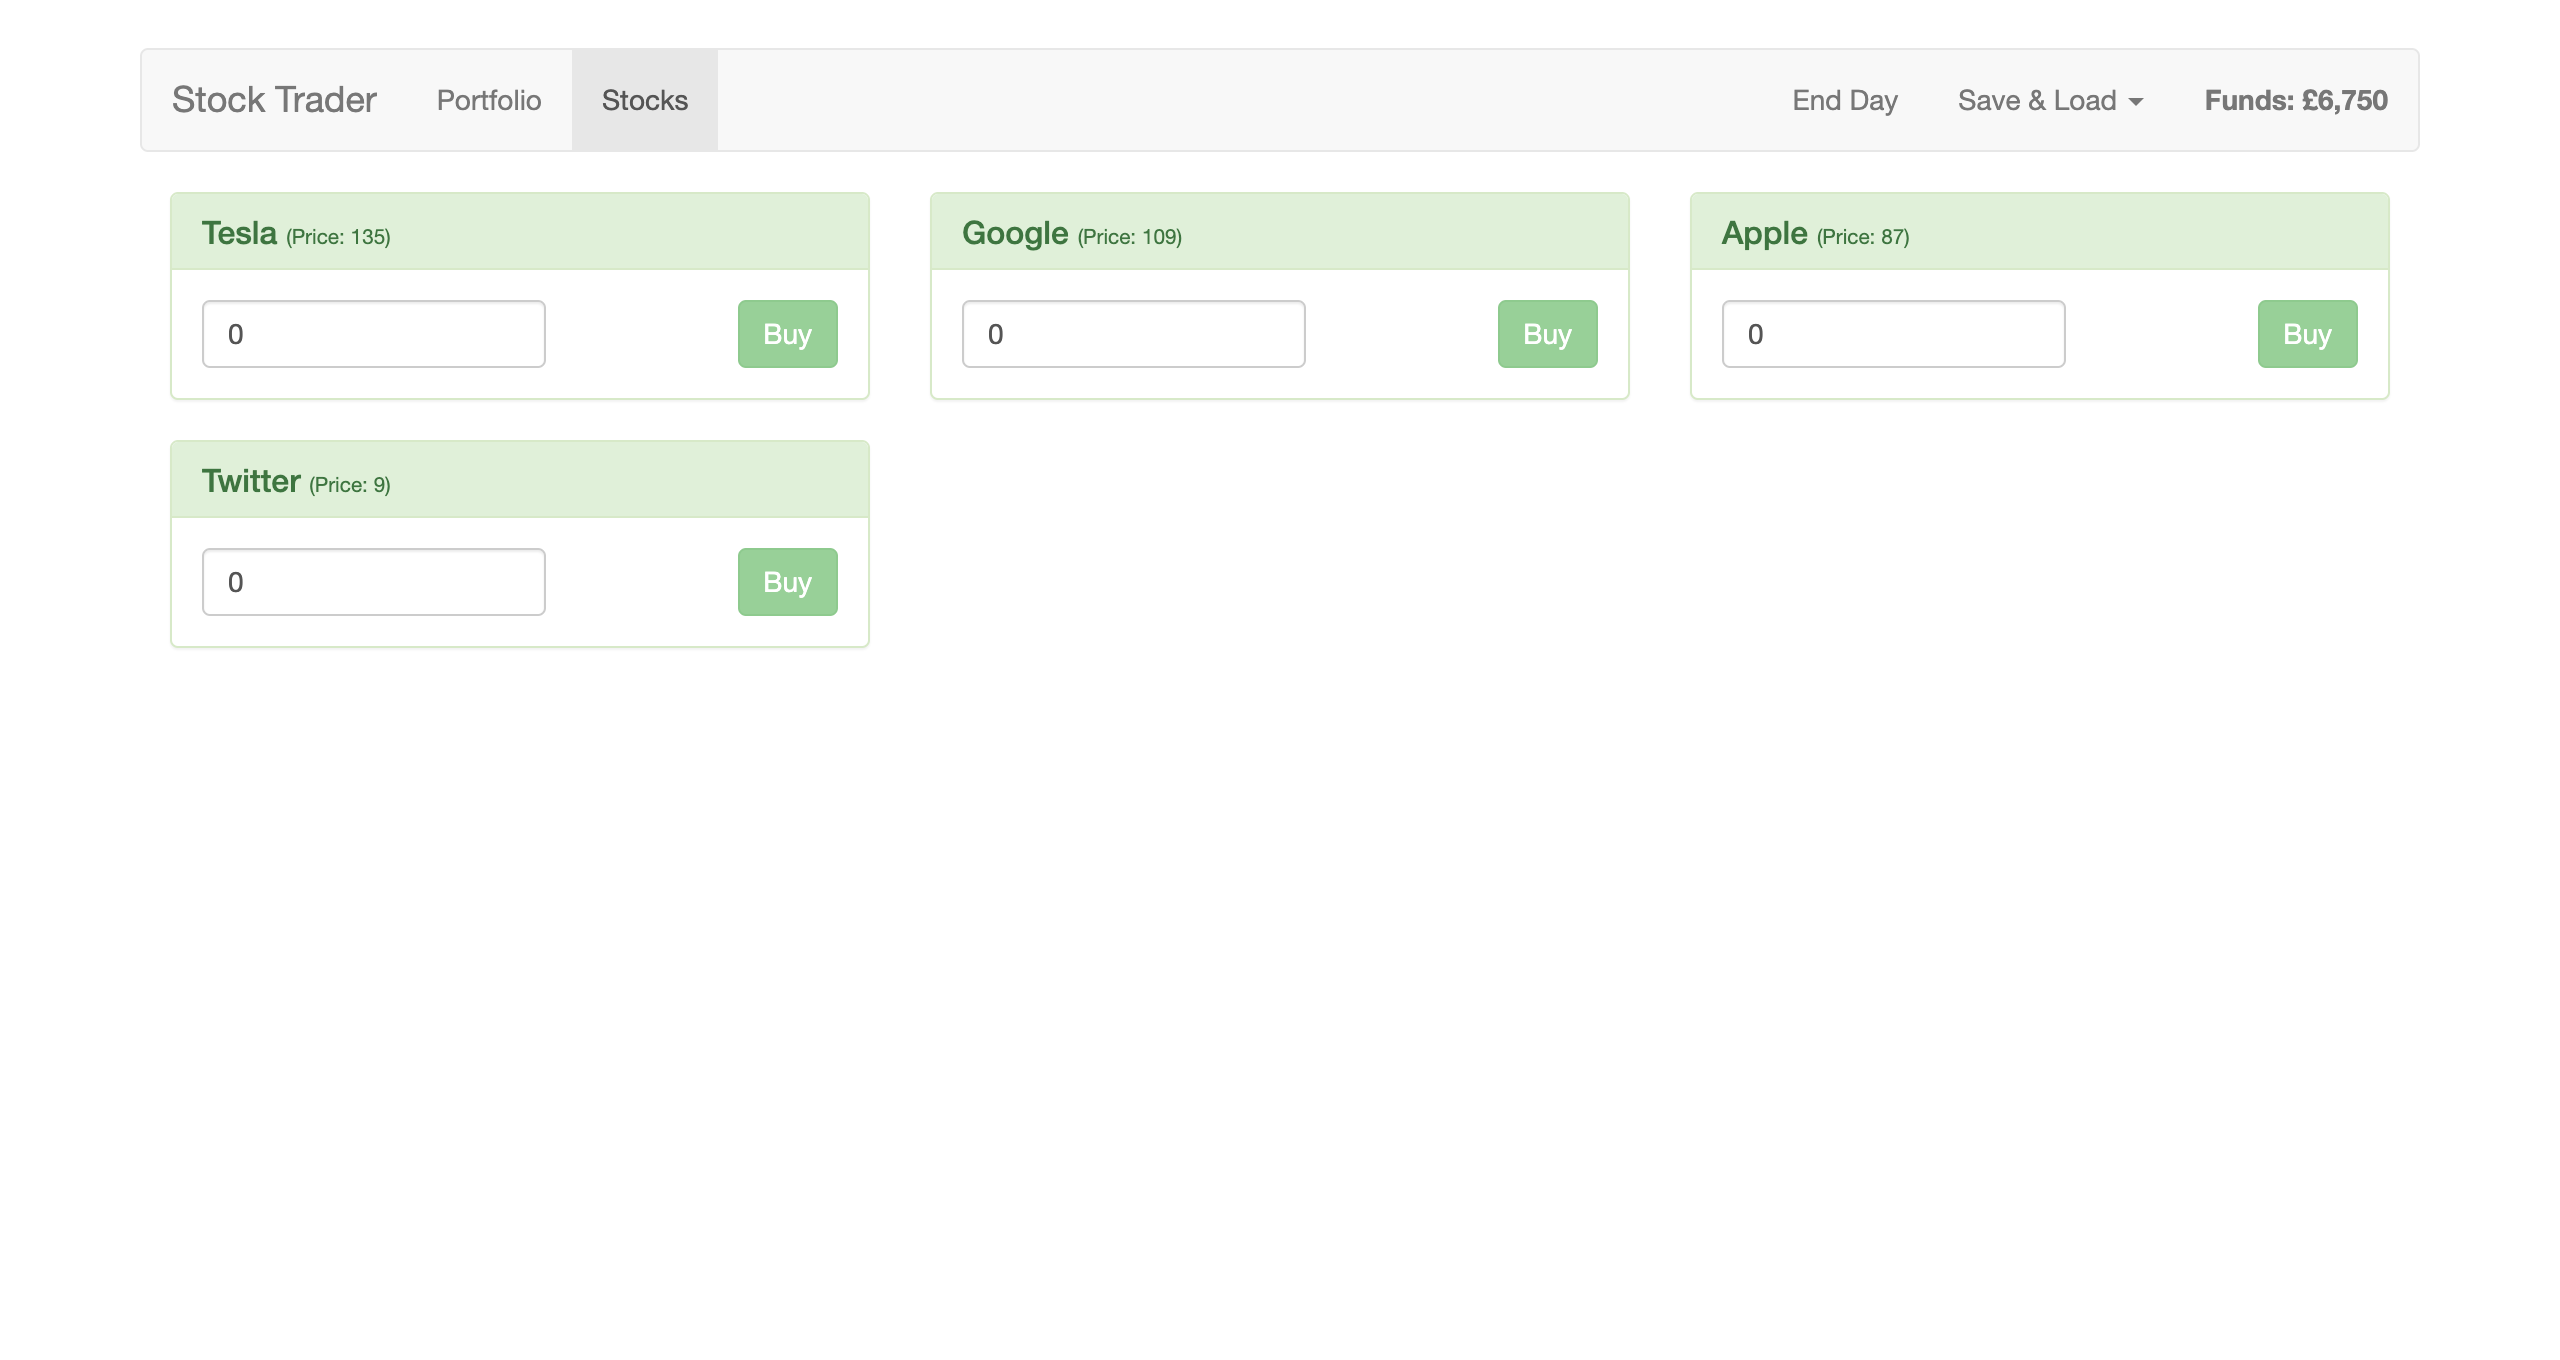 Stock Trader Portfolio Stocks End Day Save & Load Funds: £6,750
Tesla (Price: 135) Google (Price: 109) Apple (Price: 87)
0 Buy 0 Buy 0 Buy
Twitter (Price: 9)
0 Buy